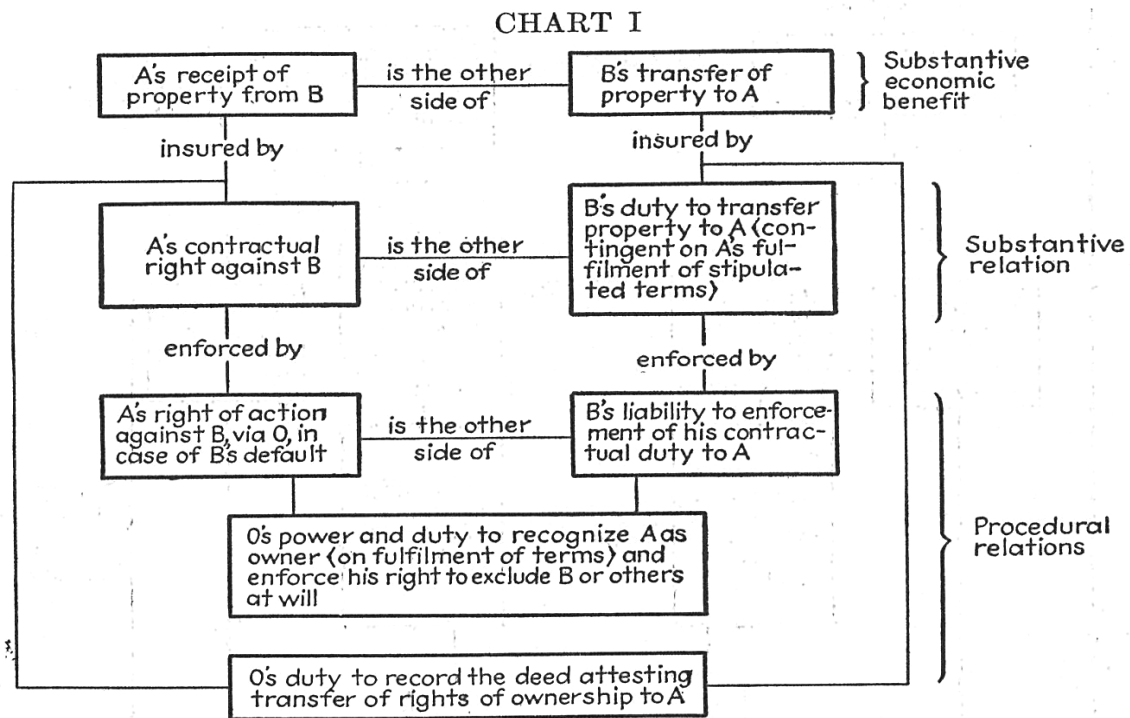 CHART I
A's receipt of
property from B
is the other
side of
B's transfer of
property to A
Substantive
economic
benefit
insured by
insured by
A's contractual
right against B
is the other
side of
B's duty to transfer
property to A (con-
tingent on A's ful-
filment of stipula-
ted terms)
Substantive
relation
enforced by
enforced by
A's right of action
against B, via O, in
case of B's default
is the other
side of
B's liability to enforce-
ment of his contrac-
tual duty to A
O's power and duty to recognize A as
owner (on fulfilment of terms) and
enforce his right to exclude B or others
at will
Procedural
relations
O's duty to record the deed attesting
transfer of rights of ownership to A